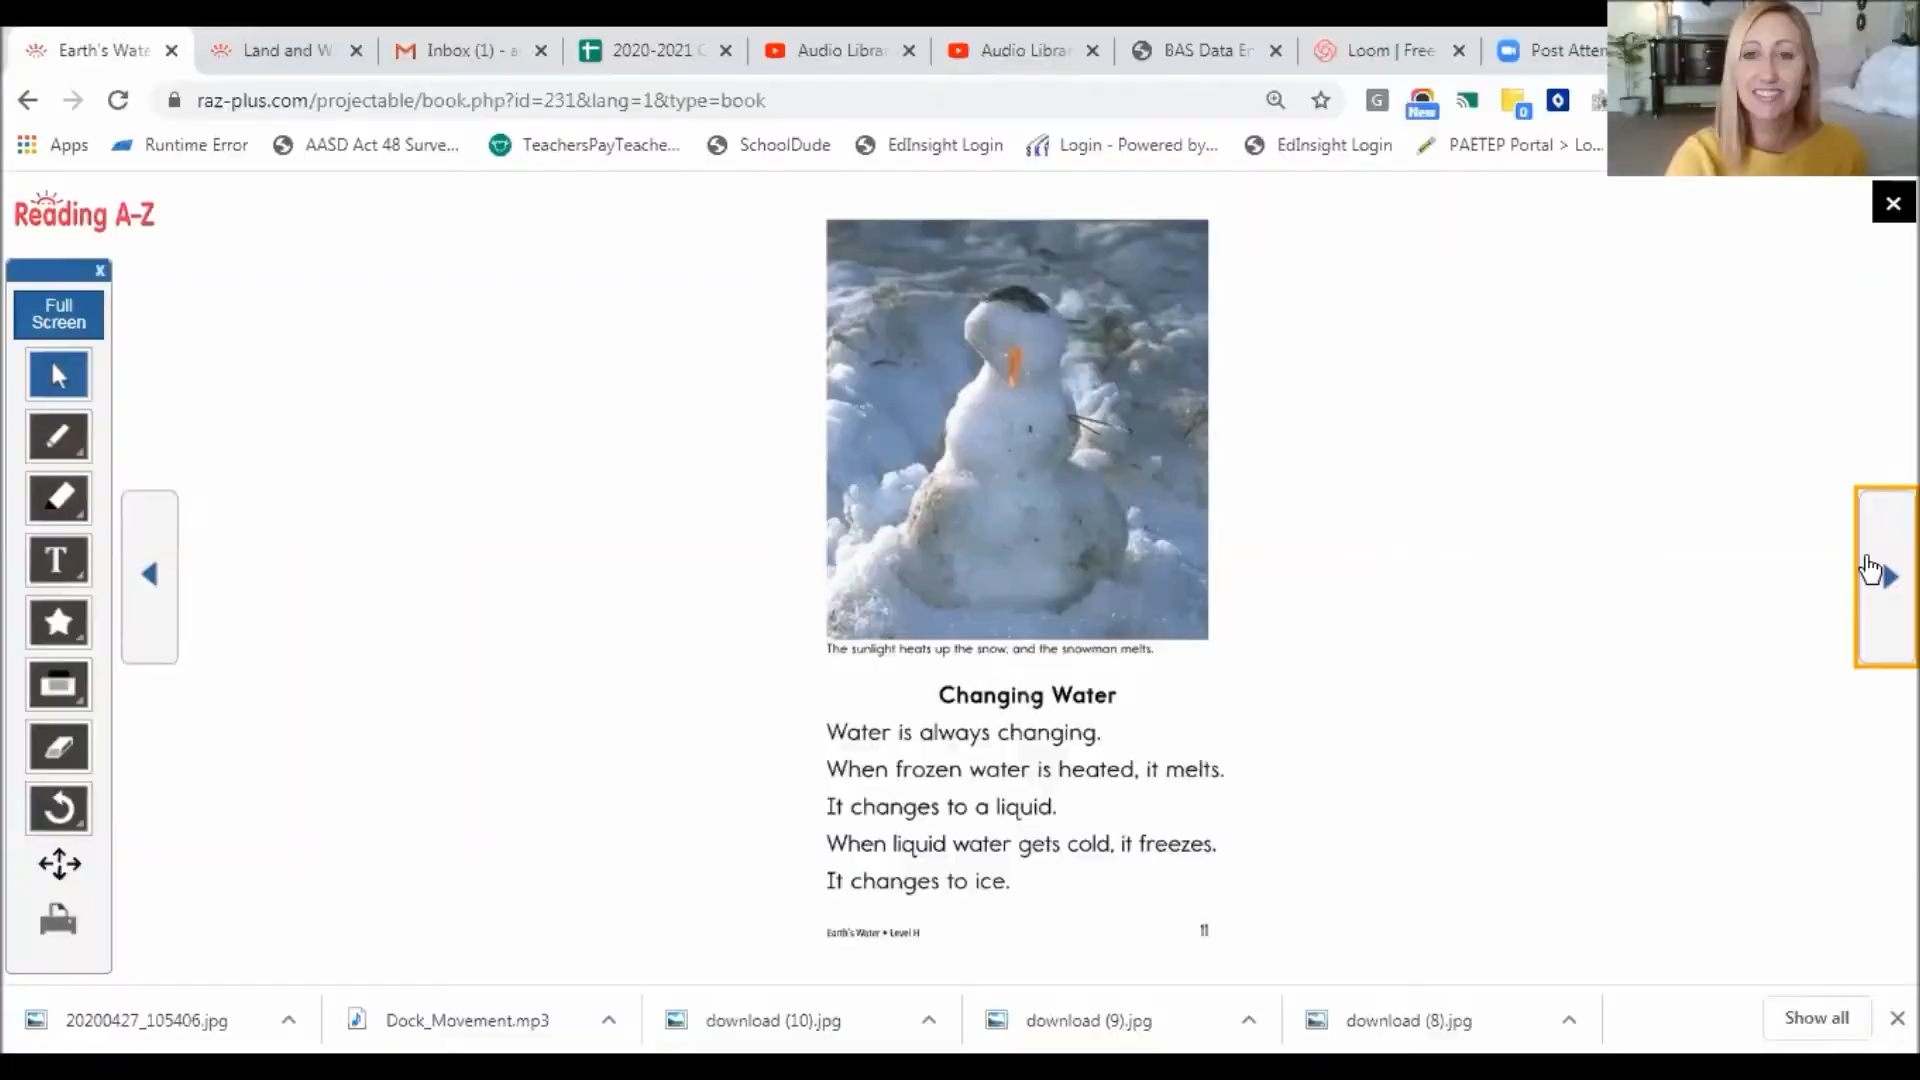 Earth's Wate
Land and W
Inbox (1) - a
2020-2021 C
Audio Libra
Audio Libra
BAS Data E
Loom | Free
Post Atten
raz-plus.com/projectable/book.php?id=231&lang=1&type=book
G
New
0
Apps
Runtime Error
AASD Act 48 Surve...
TeachersPayTeache...
SchoolDude
EdInsight Login
Login - Powered by...
EdInsight Login
PAETEP Portal > Lo...
Reading A-Z
X
Full
Screen
T
The sunlight heats up the snow, and the snowman melts.
Changing Water
Water is always changing.
When frozen water is heated, it melts.
It changes to a liquid.
When liquid water gets cold, it freezes.
It changes to ice.
Earth's Water • Level H
11
20200427_105406.jpg
Dock_Movement.mp3
download (10).jpg
download (9).jpg
download (8).jpg
Show all